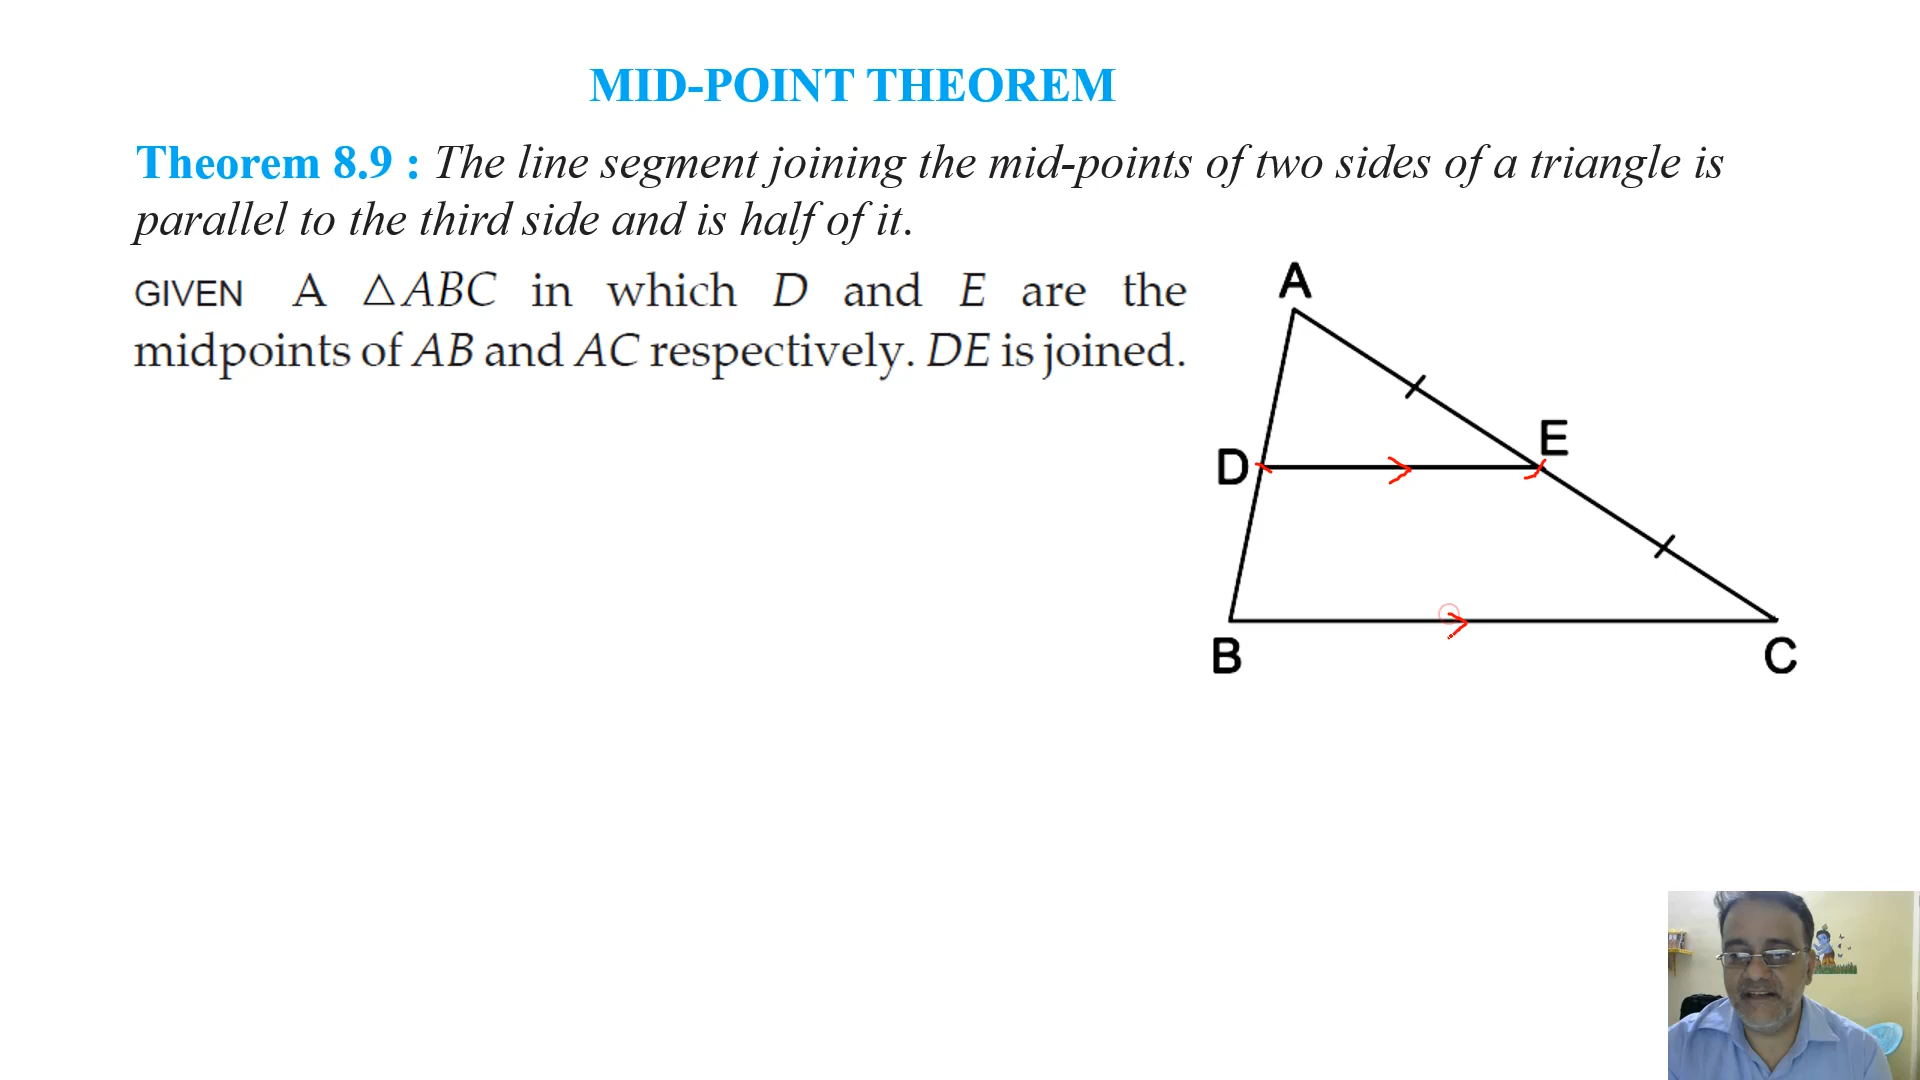 MID-POINT THEOREM
Theorem 8.9 : The line segment joining the mid-points of two sides of a triangle is
parallel to the third side and is half of it.
GIVEN A △ABC in which D and E are the
midpoints of AB and AC respectively. DE is joined.
A
E
D
B
C